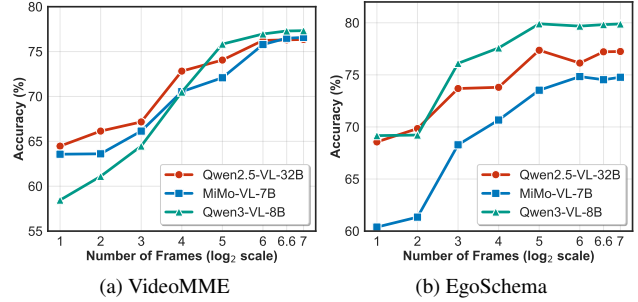 80
75
70
65
60
55
Accuracy (%)
Qwen2.5-VL-32B
MiMo-VL-7B
Qwen3-VL-8B
1 2 3 4 5 6 6.6 7
Number of Frames (log₂ scale)
(a) VideoMME
80
75
70
65
60
Accuracy (%)
Qwen2.5-VL-32B
MiMo-VL-7B
Qwen3-VL-8B
1 2 3 4 5 6 6.6 7
Number of Frames (log₂ scale)
(b) EgoSchema